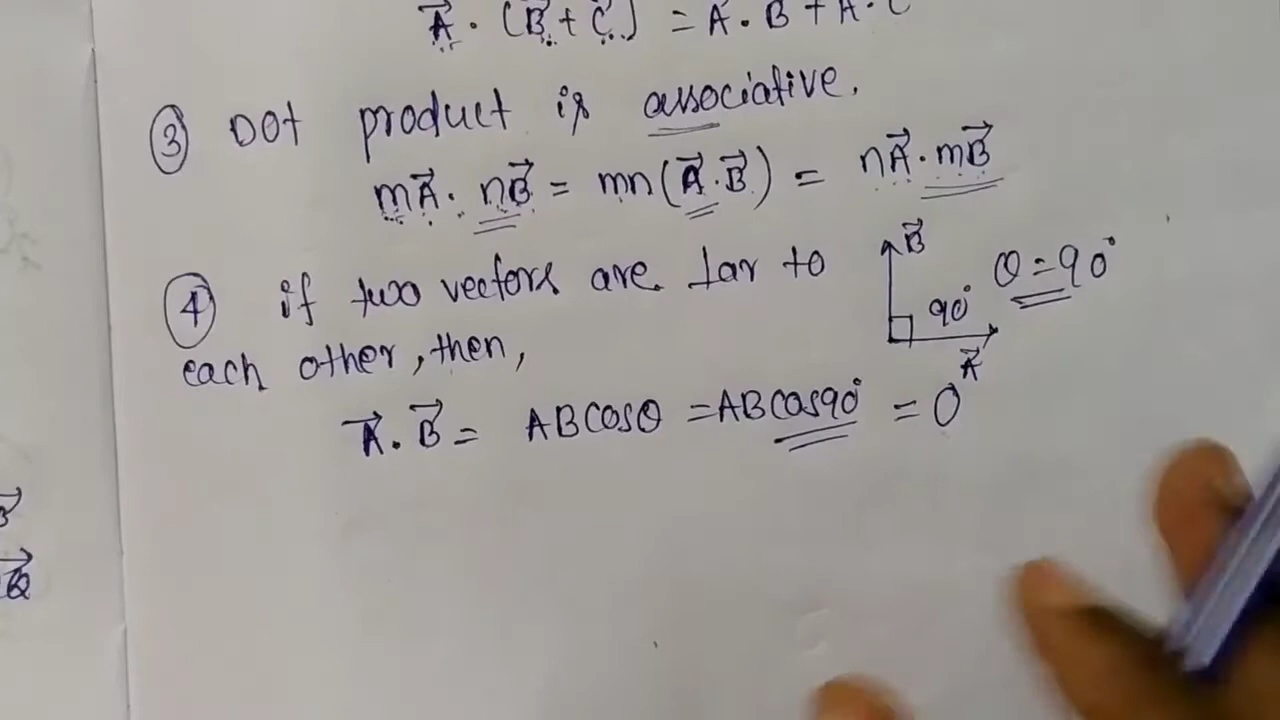 A⃗ · (B⃗ + C⃗) = A · B + A · C
③ Dot product is associative.
mA⃗ · nB⃗ = mn(A⃗ · B⃗) = nA⃗ · mB⃗
④ if two vectors are ⊥ar to
each other, then,
B⃗
90°
A⃗
θ = 90°
A⃗ · B⃗ = ABcosθ = ABcos90° = 0
Q⃗